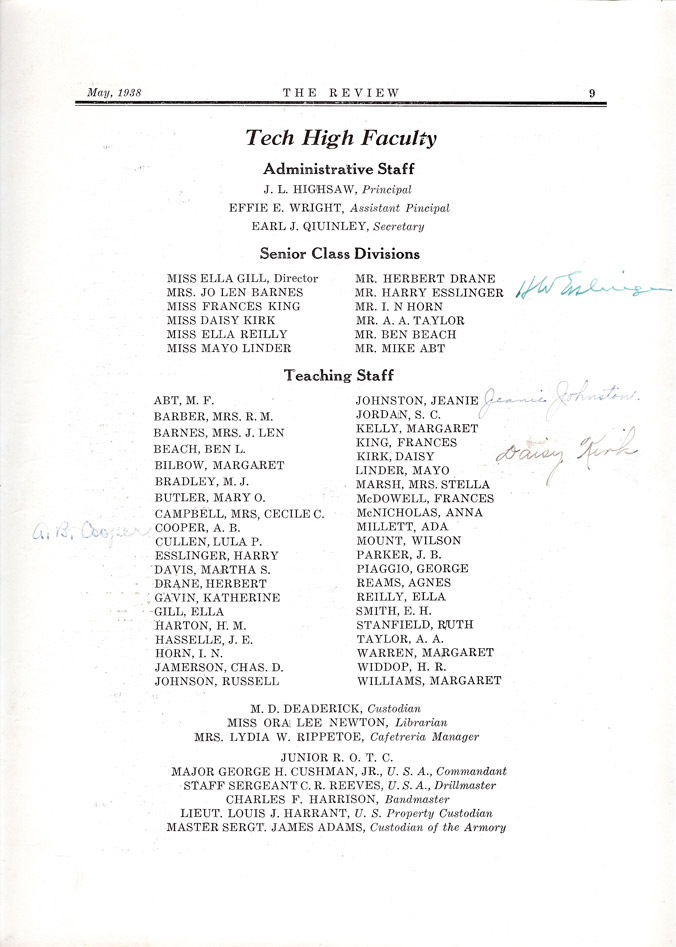 May, 1938 THE REVIEW 9
Tech High Faculty
Administrative Staff
J. L. HIGHSAW, Principal
EFFIE E. WRIGHT, Assistant Pincipal
EARL J. QIUINLEY, Secretary
Senior Class Divisions
MISS ELLA GILL, Director
MRS. JO LEN BARNES
MISS FRANCES KING
MISS DAISY KIRK
MISS ELLA REILLY
MISS MAYO LINDER
MR. HERBERT DRANE
MR. HARRY ESSLINGER HW Esslinger
MR. I. N HORN
MR. A. A. TAYLOR
MR. BEN BEACH
MR. MIKE ABT
Teaching Staff
ABT, M. F.
BARBER, MRS. R. M.
BARNES, MRS. J. LEN
BEACH, BEN L.
BILBOW, MARGARET
BRADLEY, M. J.
BUTLER, MARY O.
CAMPBELL, MRS, CECILE C.
A. B. Cooper COOPER, A. B.
CULLEN, LULA P.
ESSLINGER, HARRY
DAVIS, MARTHA S.
DRANE, HERBERT
GAVIN, KATHERINE
GILL, ELLA
HARTON, H. M.
HASSELLE, J. E.
HORN, I. N.
JAMERSON, CHAS. D.
JOHNSON, RUSSELL
JOHNSTON, JEANIE Jeanie Johnston.
JORDAN, S. C.
KELLY, MARGARET
KING, FRANCES
KIRK, DAISY Daisy Kirk
LINDER, MAYO
MARSH, MRS. STELLA
McDOWELL, FRANCES
McNICHOLAS, ANNA
MILLETT, ADA
MOUNT, WILSON
PARKER, J. B.
PIAGGIO, GEORGE
REAMS, AGNES
REILLY, ELLA
SMITH, E. H.
STANFIELD, RUTH
TAYLOR, A. A.
WARREN, MARGARET
WIDDOP, H. R.
WILLIAMS, MARGARET
M. D. DEADERICK, Custodian
MISS ORA LEE NEWTON, Librarian
MRS. LYDIA W. RIPPETOE, Cafetreria Manager
JUNIOR R. O. T. C.
MAJOR GEORGE H. CUSHMAN, JR., U. S. A., Commandant
STAFF SERGEANT C. R. REEVES, U. S. A., Drillmaster
CHARLES F. HARRISON, Bandmaster
LIEUT. LOUIS J. HARRANT, U. S. Property Custodian
MASTER SERGT. JAMES ADAMS, Custodian of the Armory